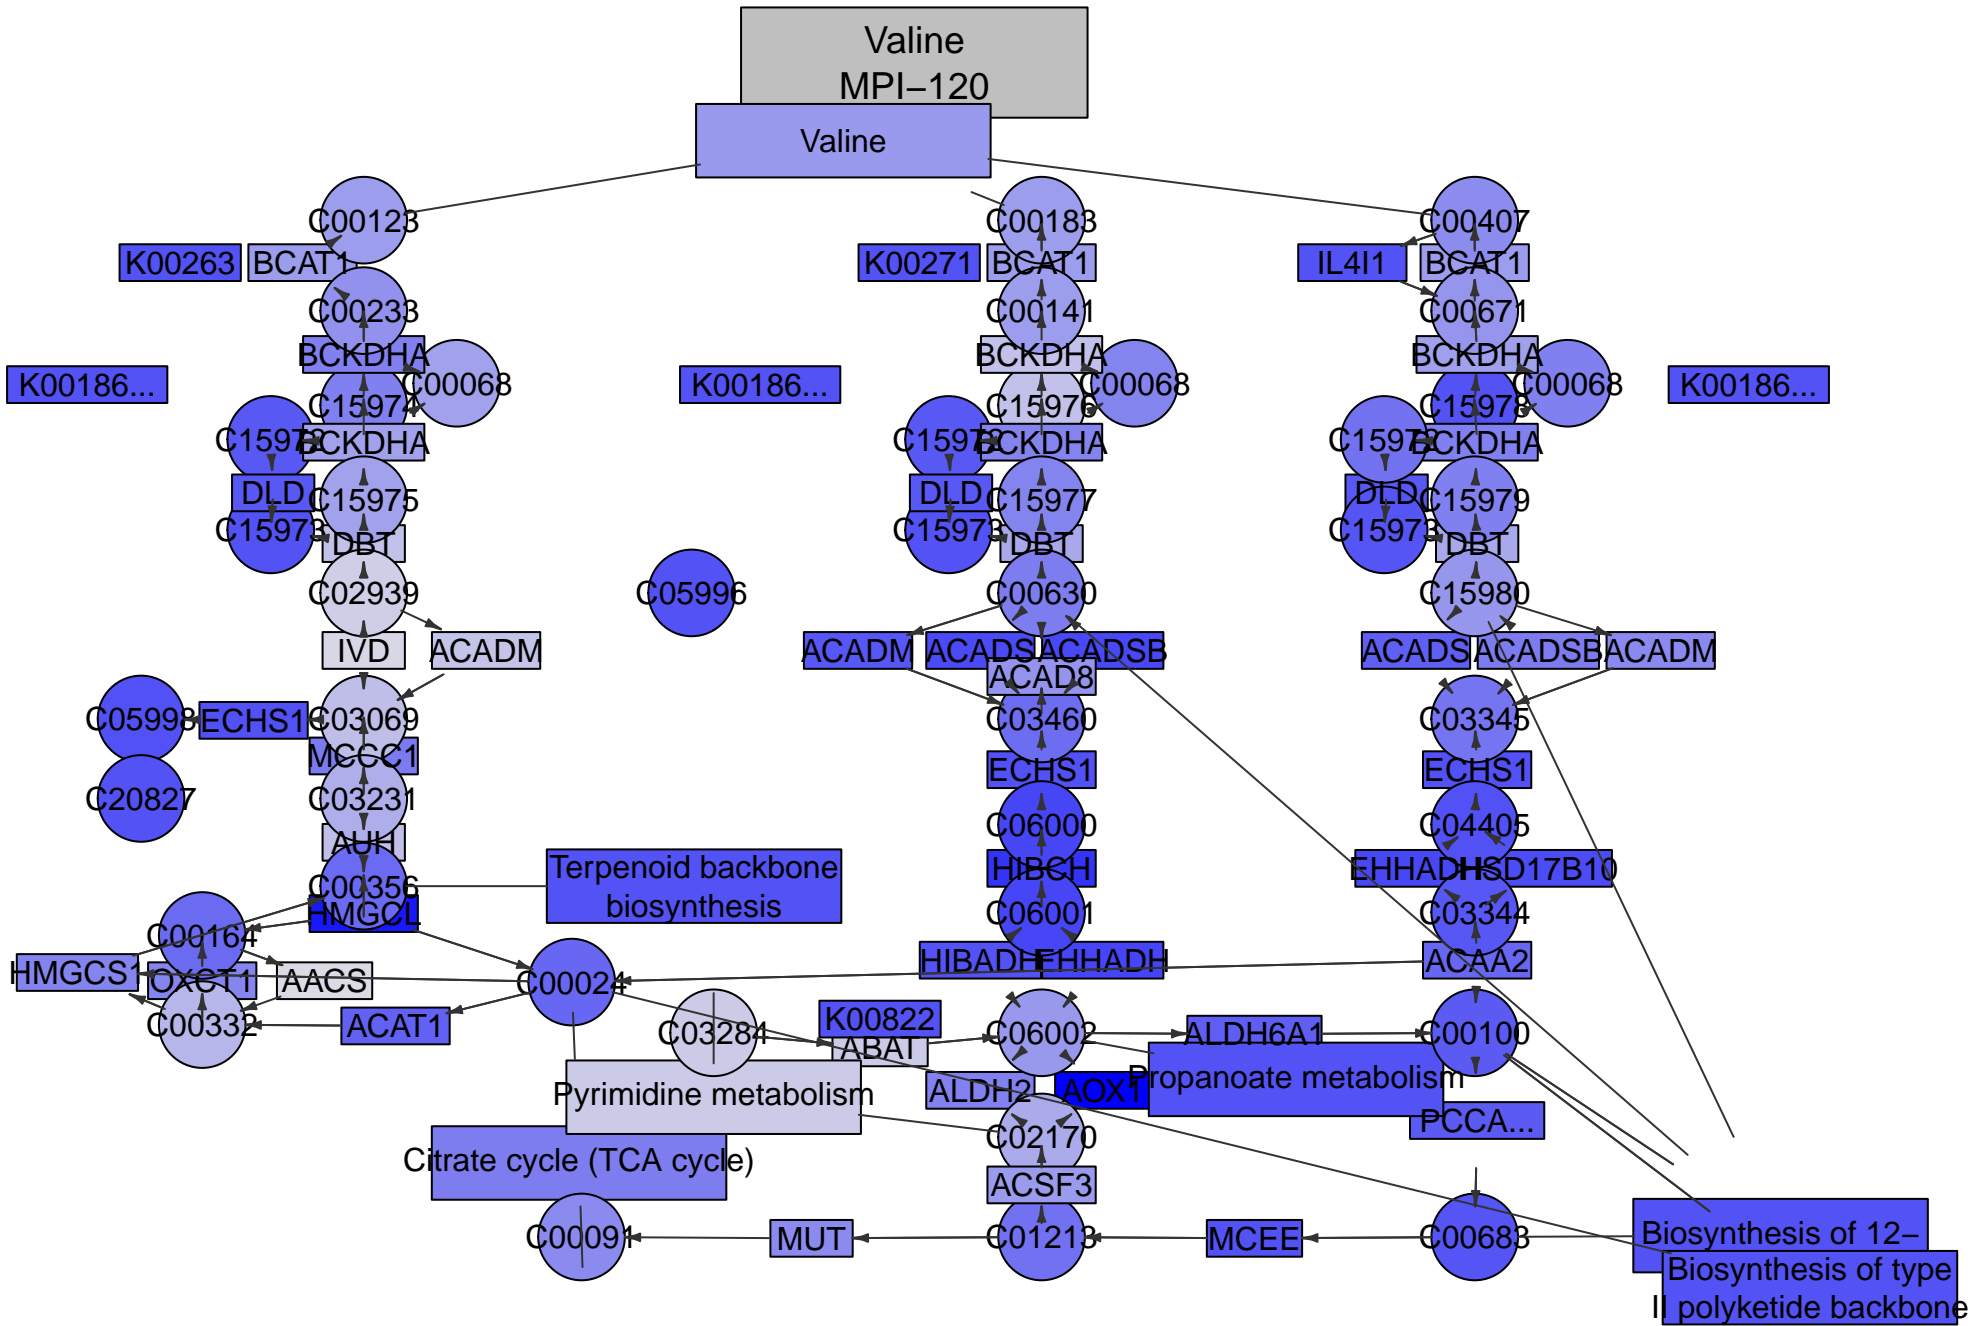 Valine
MPI−120
Valine
C00123
C00183
C00407
K00263
BCAT1
K00271
BCAT1
IL4I1
BCAT1
C00233
C00141
C00671
BCKDHA
BCKDHA
BCKDHA
K00186...
C00068
K00186...
C00068
C00068
K00186...
C15974
C15976
C15978
C15972
BCKDHA
C15972
BCKDHA
C15972
BCKDHA
DLD
C15975
DLD
C15977
DLD
C15979
C15973
DBT
C15973
DBT
C15973
DBT
C02939
C05996
C00630
C15980
IVD
ACADM
ACADM
ACADS
ACADSB
ACADS
ACADSB
ACADM
ACAD8
C05998
ECHS1
C03069
C03460
C03345
MCCC1
ECHS1
ECHS1
C20827
C03231
C06000
C04405
AUH
Terpenoid backbone
biosynthesis
HIBCH
EHHADH
HSD17B10
C00356
HMGCL
C06001
C03344
C00164
HMGCS1
OXCT1
AACS
C00024
HIBADH
EHHADH
ACAA2
C00332
ACAT1
C03284
K00822
ABAT
C06002
ALDH6A1
C00100
Pyrimidine metabolism
ALDH2
AOX1
Propanoate metabolism
PCCA...
Citrate cycle (TCA cycle)
C02170
ACSF3
C00091
MUT
C01213
MCEE
C00683
Biosynthesis of 12−
Biosynthesis of type
II polyketide backbone